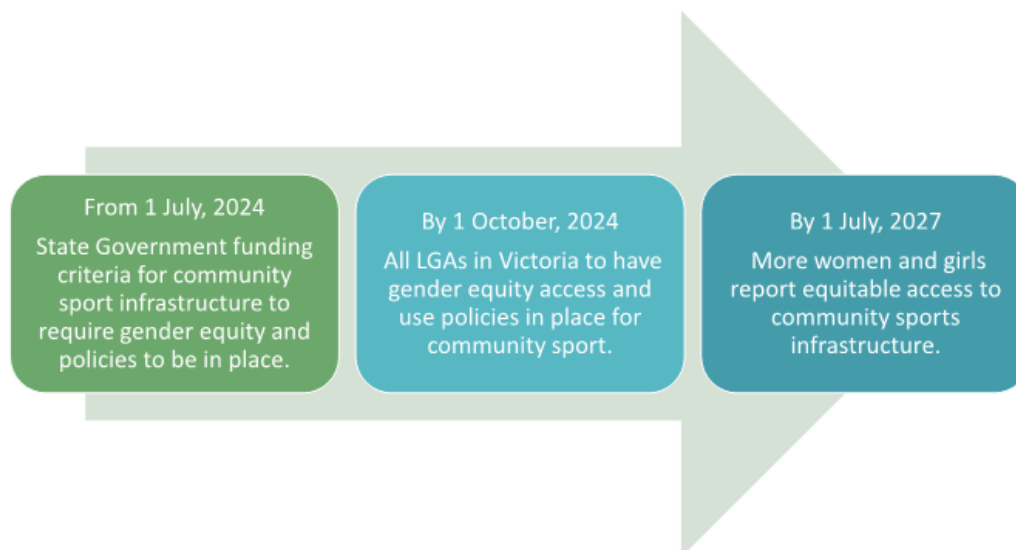 From 1 July, 2024
State Government funding
criteria for community
sport infrastructure to
require gender equity and
policies to be in place.
By 1 October, 2024
All LGAs in Victoria to have
gender equity access and
use policies in place for
community sport.
By 1 July, 2027
More women and girls
report equitable access to
community sports
infrastructure.